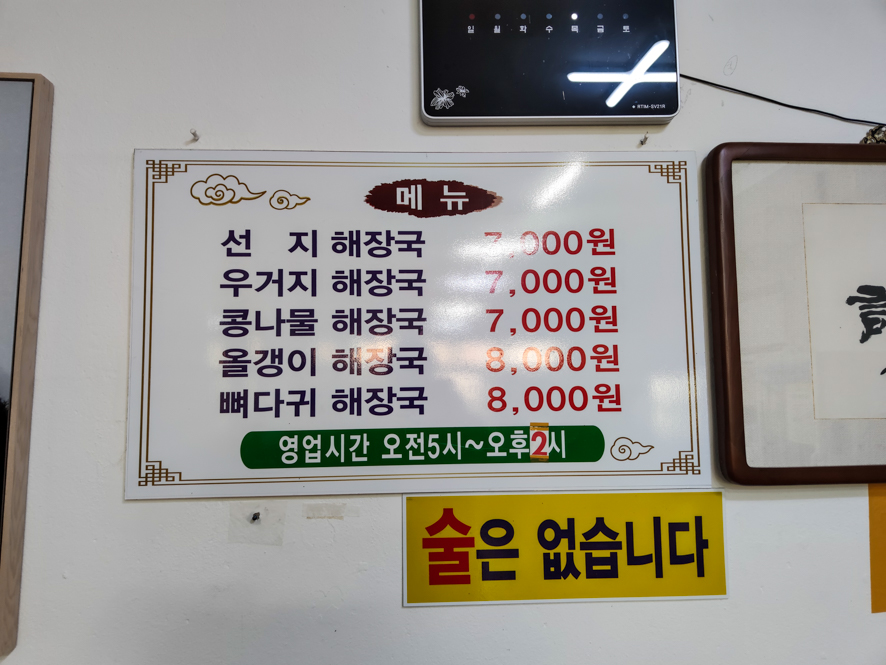 일 월 화 수 목 금 토
RTIM-SV21R
메뉴
선 지 해장국 7,000원
우거지 해장국 7,000원
콩나물 해장국 7,000원
올갱이 해장국 8,000원
뼈다귀 해장국 8,000원
영업시간 오전5시~오후2시
술은 없습니다